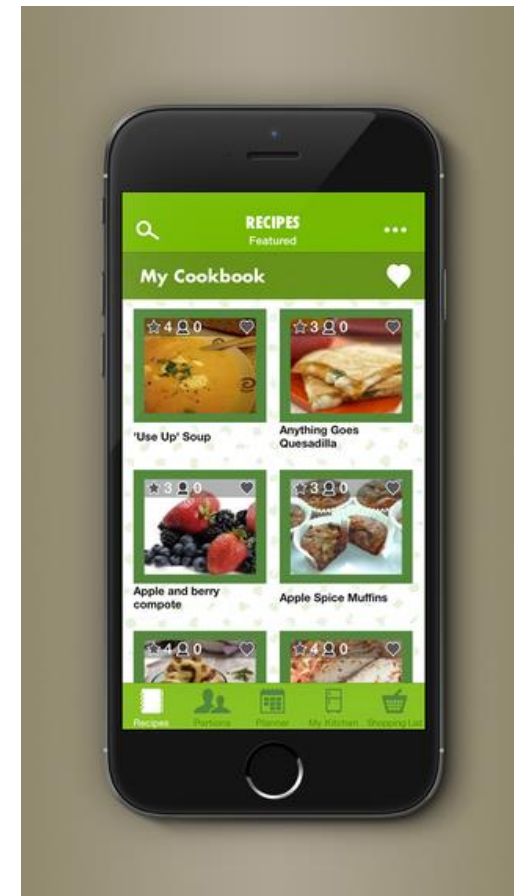 RECIPES
Featured
My Cookbook
4 0
3 0
'Use Up' Soup
Anything Goes
Quesadilla
3 0
3 0
Apple and berry
compote
Apple Spice Muffins
4 0
4 0
Recipes
Portions
Planner
My Kitchen
Shopping List